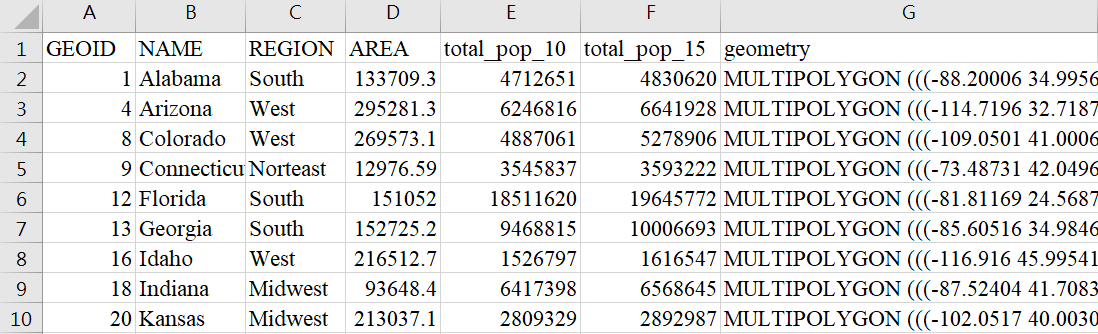 A B C D E F G
1 GEOID NAME REGION AREA total_pop_10 total_pop_15 geometry
2 1 Alabama South 133709.3 4712651 4830620 MULTIPOLYGON (((-88.20006 34.9956
3 4 Arizona West 295281.3 6246816 6641928 MULTIPOLYGON (((-114.7196 32.7187
4 8 Colorado West 269573.1 4887061 5278906 MULTIPOLYGON (((-109.0501 41.0006
5 9 Connecticu Norteast 12976.59 3545837 3593222 MULTIPOLYGON (((-73.48731 42.0496
6 12 Florida South 151052 18511620 19645772 MULTIPOLYGON (((-81.81169 24.5687
7 13 Georgia South 152725.2 9468815 10006693 MULTIPOLYGON (((-85.60516 34.9846
8 16 Idaho West 216512.7 1526797 1616547 MULTIPOLYGON (((-116.916 45.99541
9 18 Indiana Midwest 93648.4 6417398 6568645 MULTIPOLYGON (((-87.52404 41.7083
10 20 Kansas Midwest 213037.1 2809329 2892987 MULTIPOLYGON (((-102.0517 40.0030